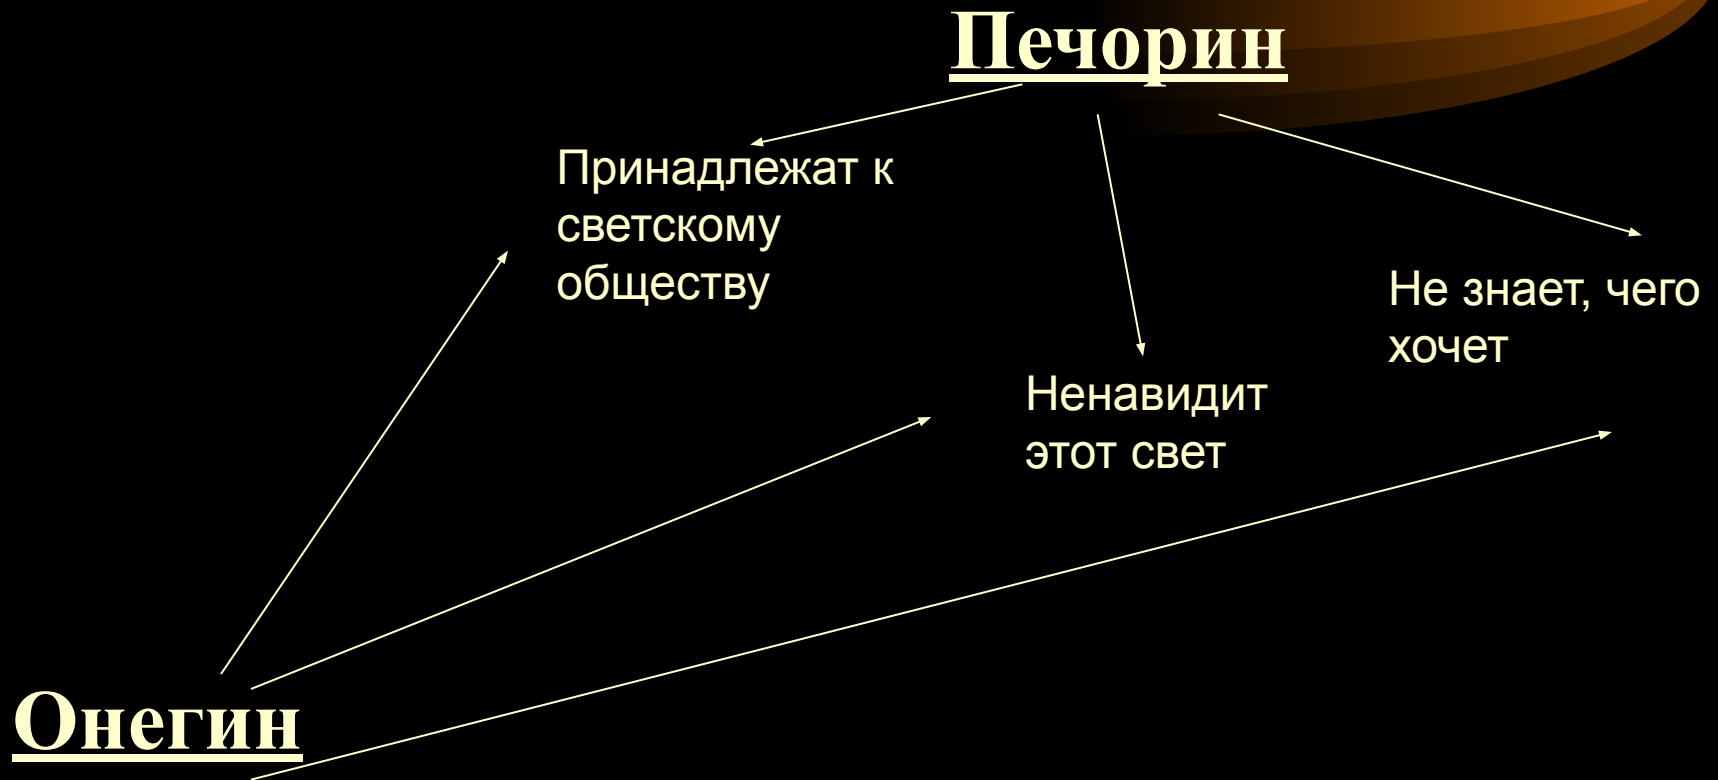 Печорин
Принадлежат к
светскому
обществу
Не знает, чего
хочет
Ненавидит
этот свет
Онегин